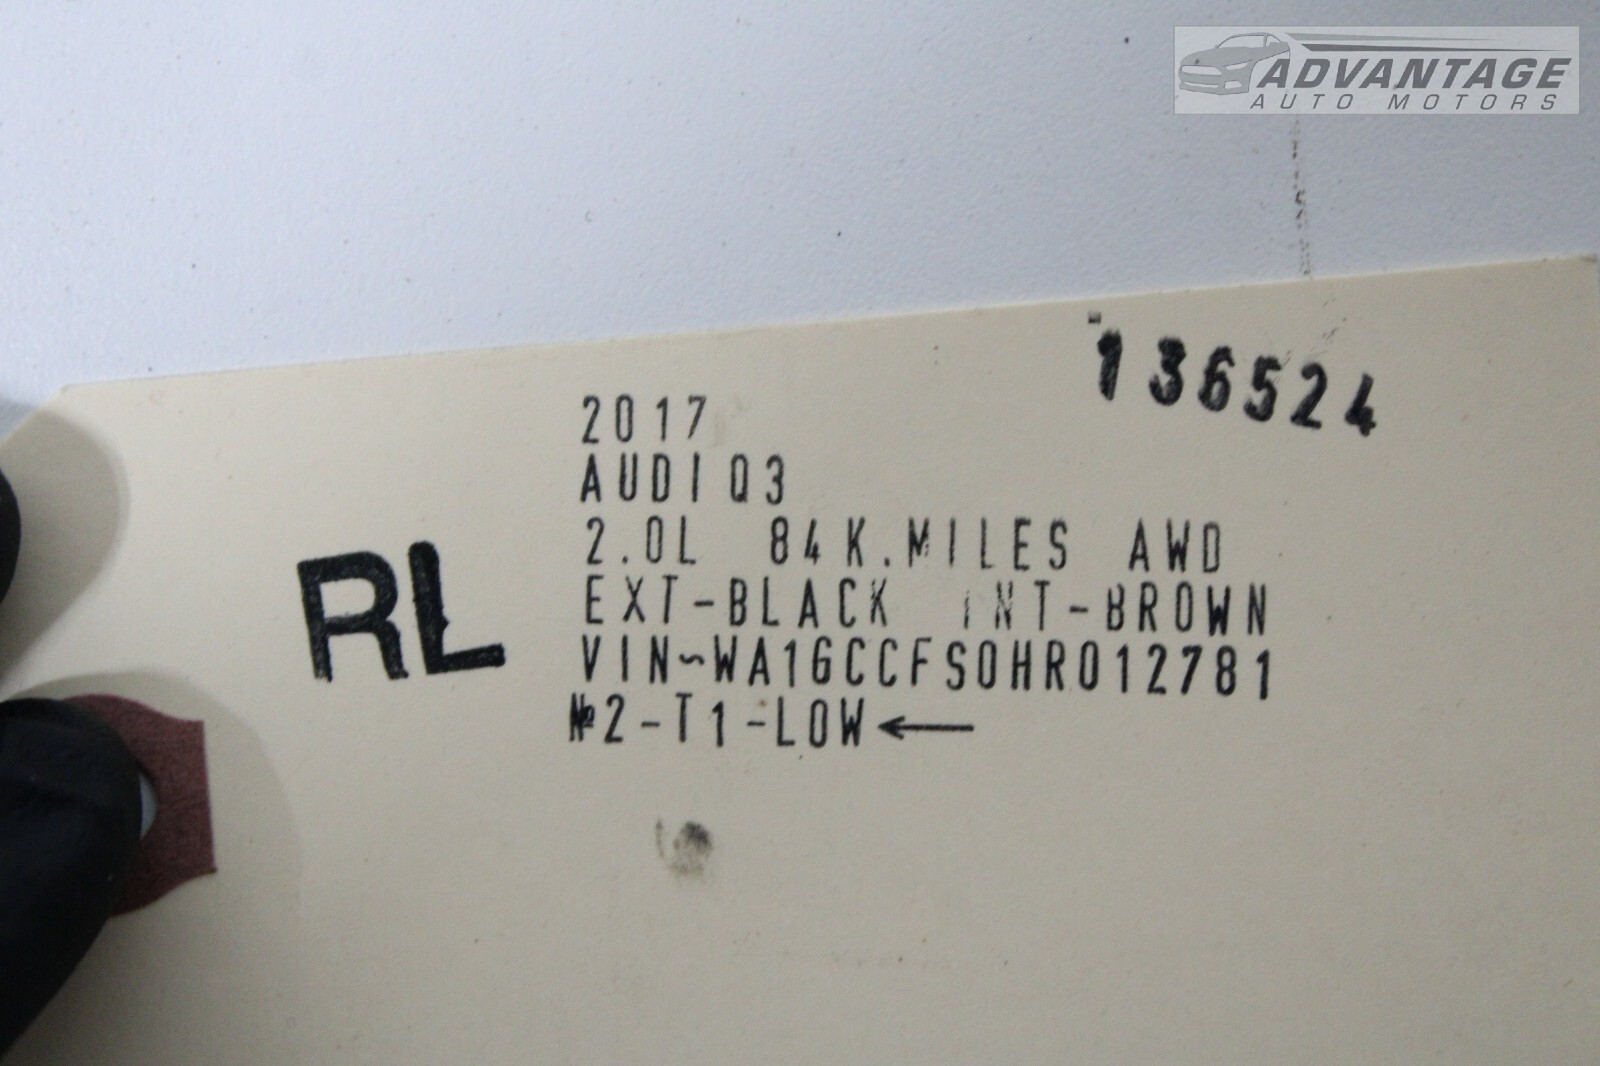 ADVANTAGE
AUTO MOTORS
136524
2017
AUDI Q3
2.0L 84K.MILES AWD
EXT-BLACK INT-BROWN
RL
VIN~WA1GCCFS0HR012781
№2-T1-LOW←